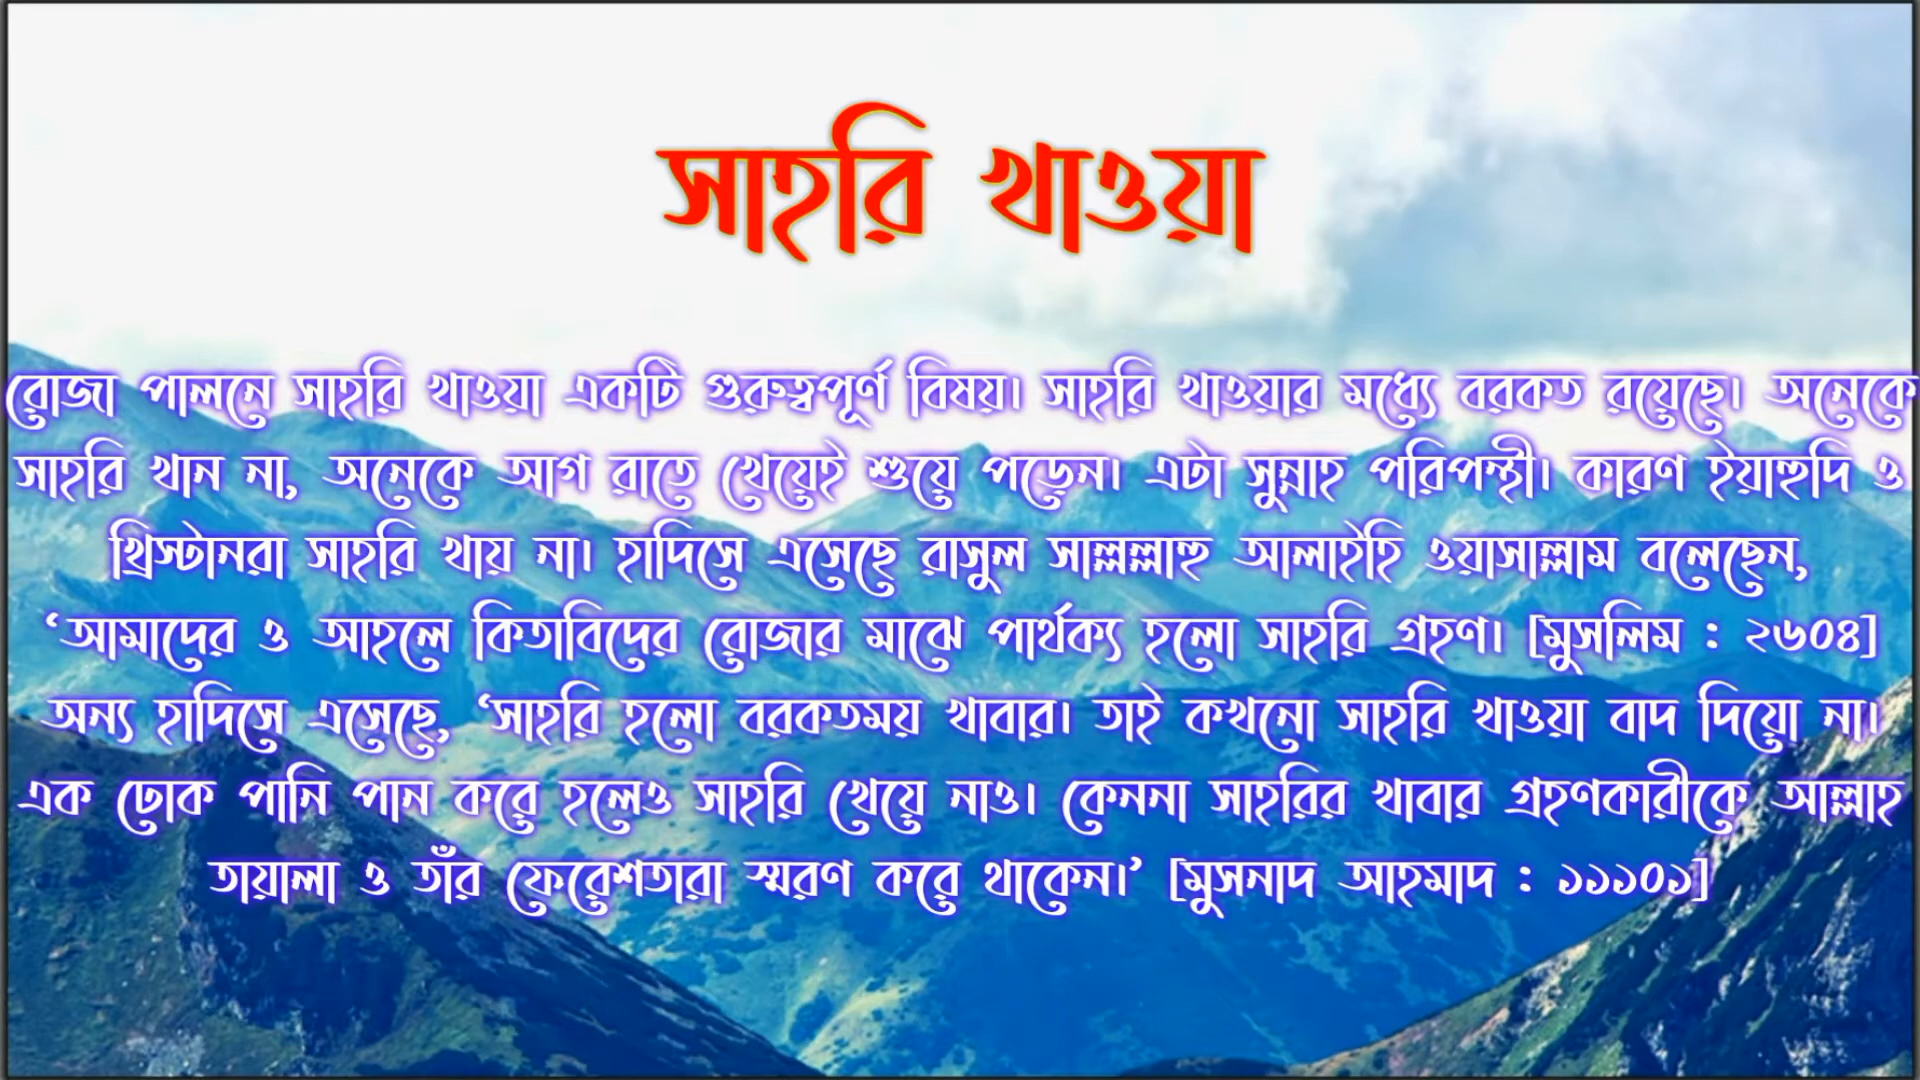 সাহরি খাওয়া
রোজা পালনে সাহরি খাওয়া একটি গুরুত্বপূর্ণ বিষয়। সাহরি খাওয়ার মধ্যে বরকত রয়েছে। অনেকে
সাহরি খান না, অনেকে আগ রাতে খেয়েই শুয়ে পড়েন। এটা সুন্নাহ পরিপন্থী। কারণ ইয়াহুদি ও
খ্রিস্টানরা সাহরি খায় না। হাদিসে এসেছে রাসুল সাল্লল্লাহু আলাইহি ওয়াসাল্লাম বলেছেন,
‘আমাদের ও আহলে কিতাবিদের রোজার মাঝে পার্থক্য হলো সাহরি গ্রহণ। [মুসলিম : ২৬০৪]
অন্য হাদিসে এসেছে, ‘সাহরি হলো বরকতময় খাবার। তাই কখনো সাহরি খাওয়া বাদ দিয়ো না।
এক ঢোক পানি পান করে হলেও সাহরি খেয়ে নাও। কেননা সাহরির খাবার গ্রহণকারীকে আল্লাহ
তায়ালা ও তাঁর ফেরেশতারা স্মরণ করে থাকেন।’ [মুসনাদ আহমাদ : ১১১০১]